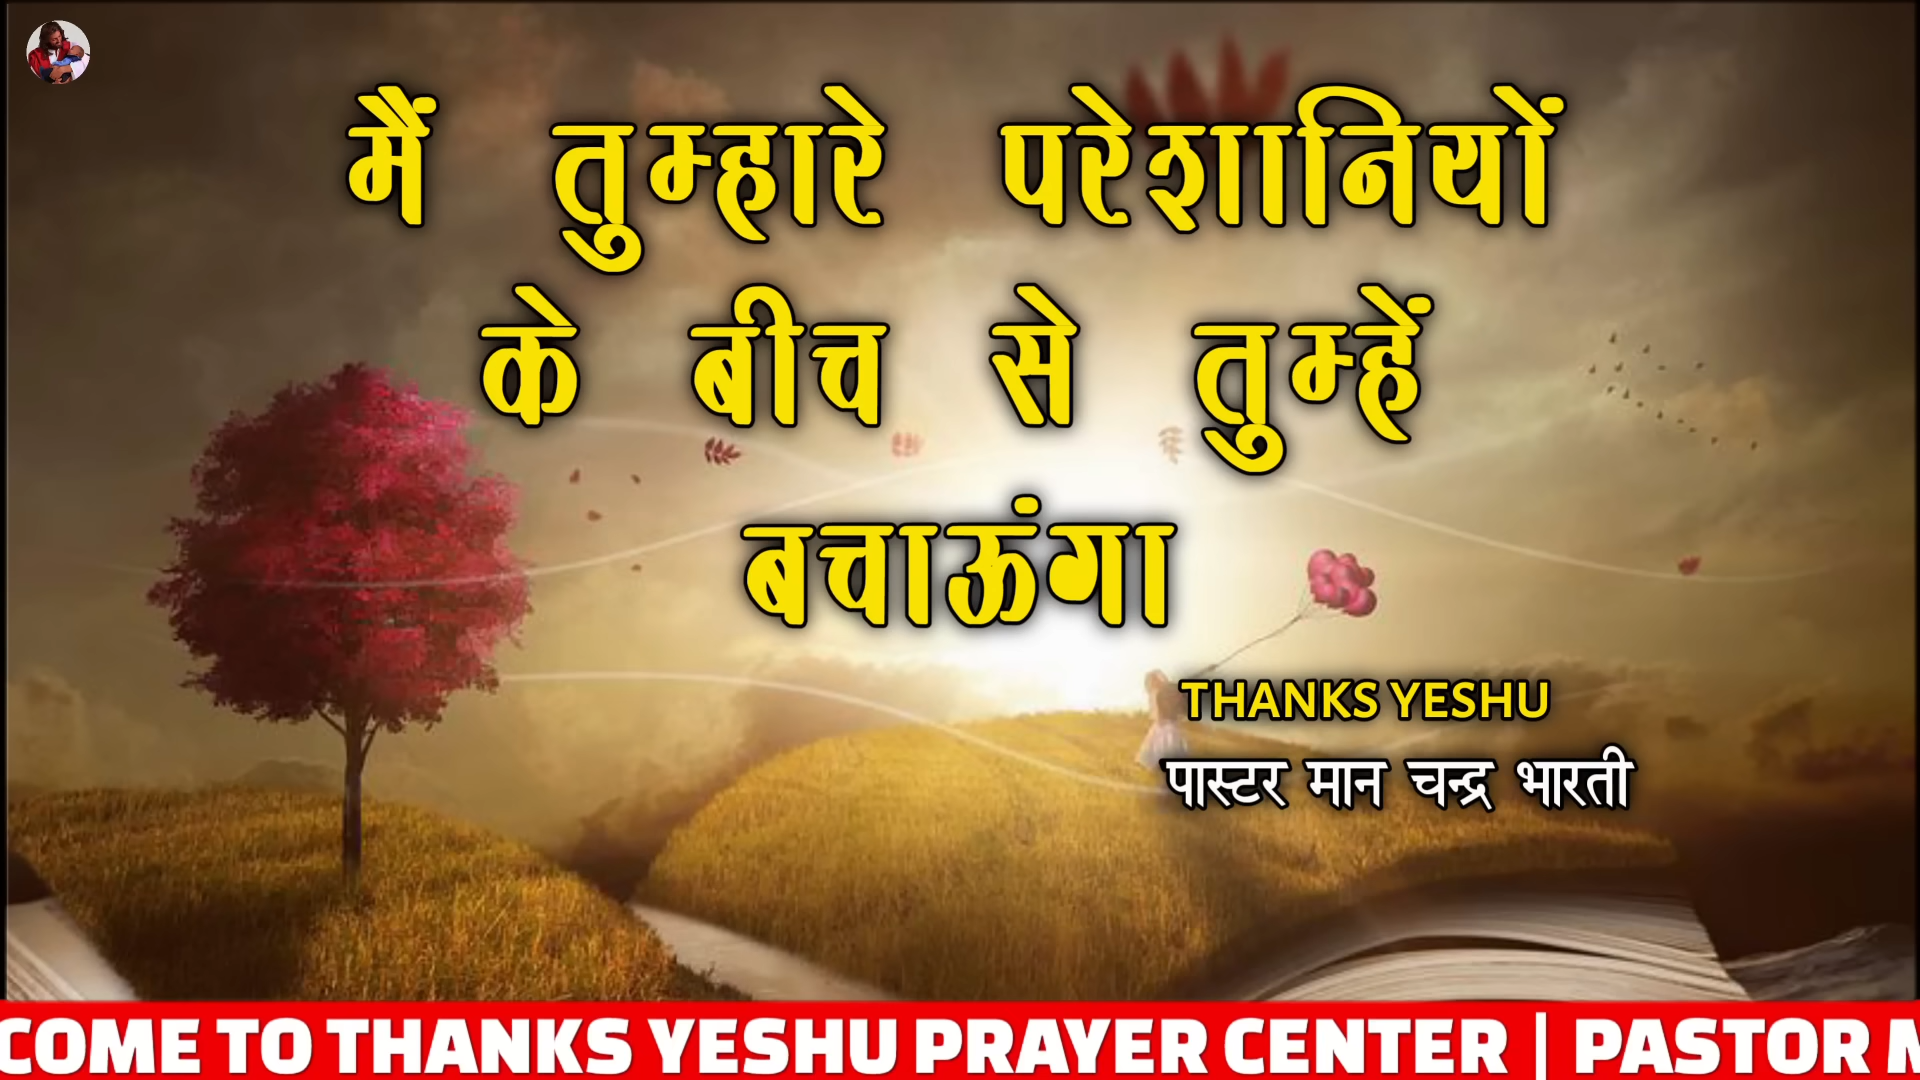 मैं तुम्हारे परेशानियों
के बीच से तुम्हें
बचाऊंगा
THANKS YESHU
पास्टर मान चन्द्र भारती
COME TO THANKS YESHU PRAYER CENTER | PASTOR M